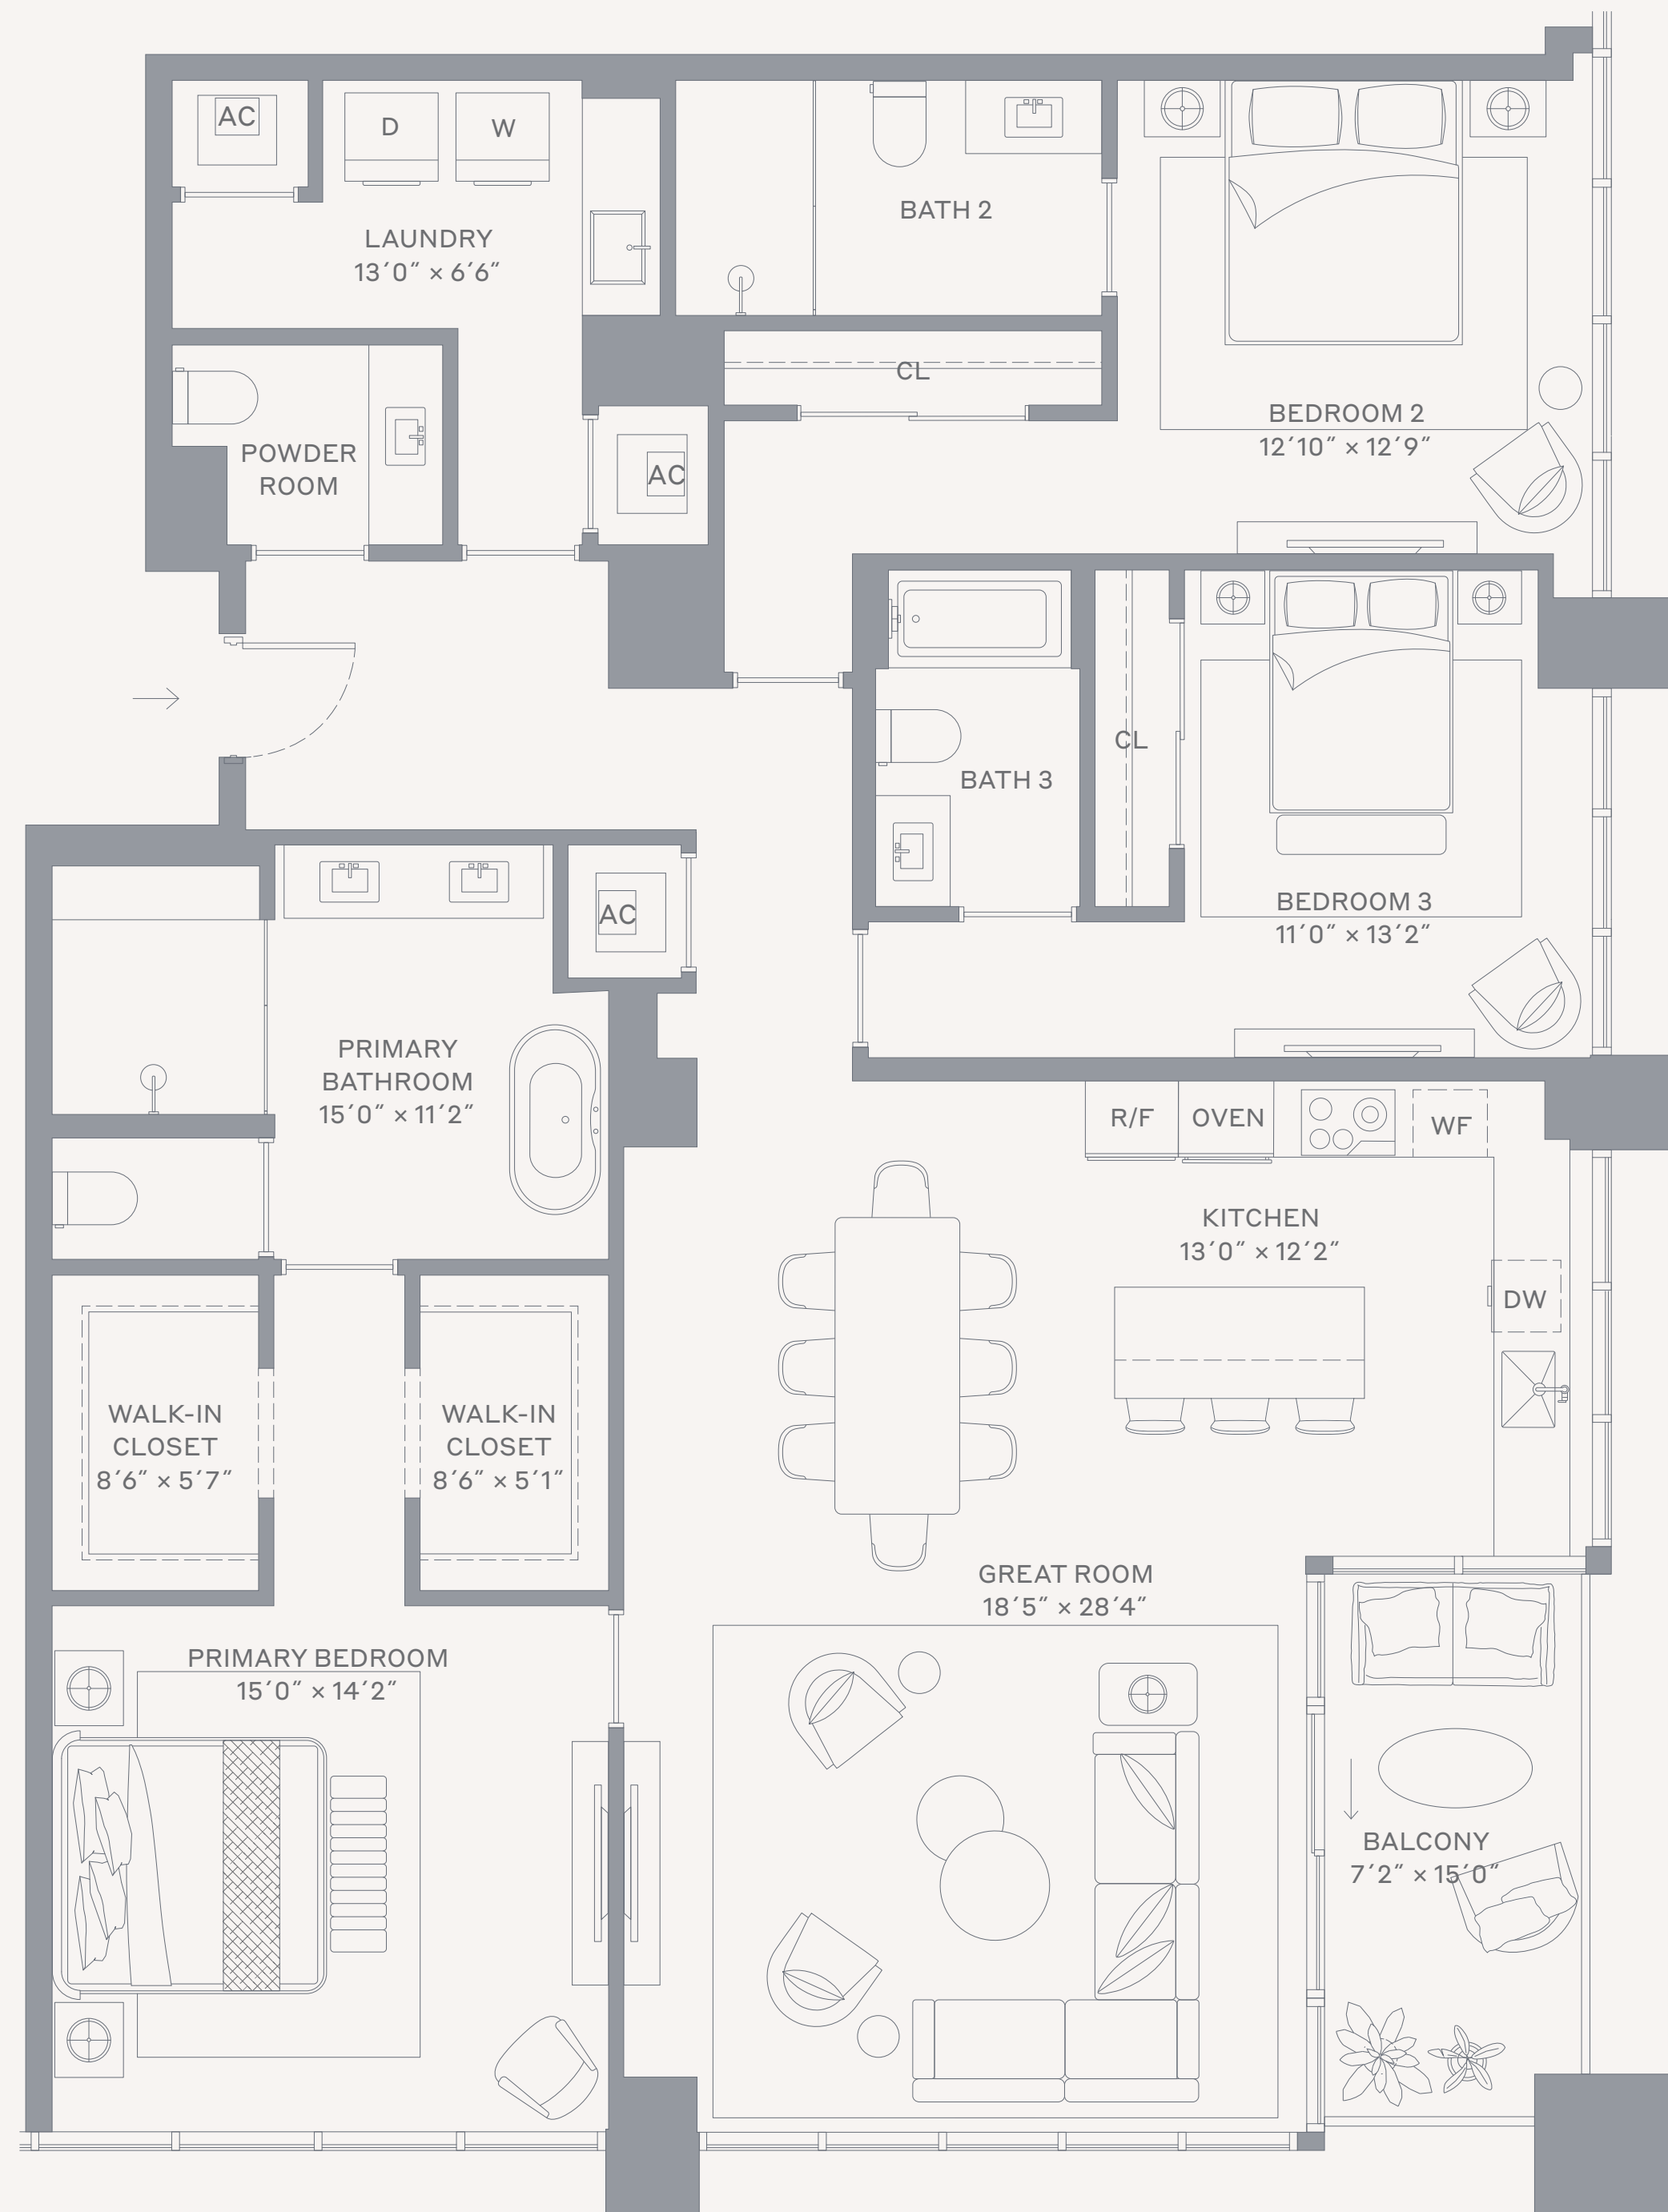 AC
D
W
LAUNDRY
13′0″ × 6′6″
BATH 2
CL
BEDROOM 2
12′10″ × 12′9″
POWDER
ROOM
AC
BATH 3
CL
BEDROOM 3
11′0″ × 13′2″
AC
PRIMARY
BATHROOM
15′0″ × 11′2″
R/F
OVEN
WF
KITCHEN
13′0″ × 12′2″
DW
WALK-IN
CLOSET
8′6″ × 5′7″
WALK-IN
CLOSET
8′6″ × 5′1″
GREAT ROOM
18′5″ × 28′4″
PRIMARY BEDROOM
15′0″ × 14′2″
BALCONY
7′2″ × 15′0″